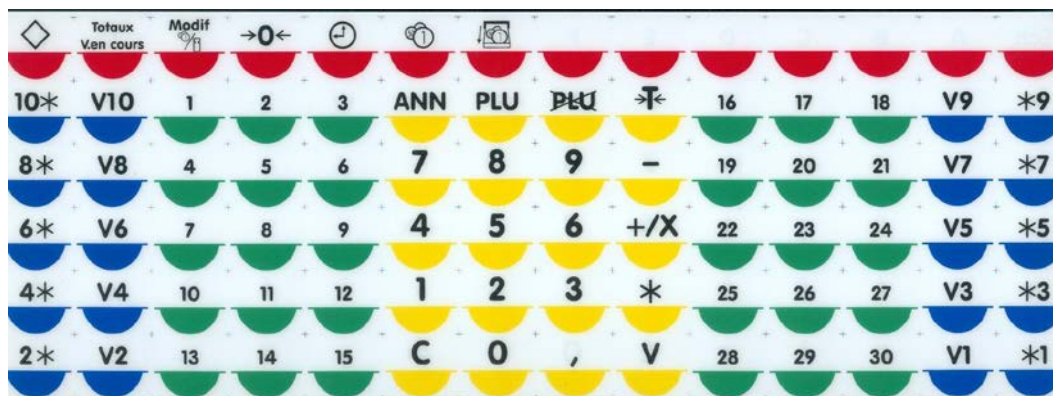 Totaux Modif →0←
V.en cours
10* V10 1 2 3 ANN PLU PLU →T← 16 17 18 V9 *9
8* V8 4 5 6 7 8 9 - 19 20 21 V7 *7
6* V6 7 8 9 4 5 6 +/X 22 23 24 V5 *5
4* V4 10 11 12 1 2 3 * 25 26 27 V3 *3
2* V2 13 14 15 C 0 , V 28 29 30 V1 *1